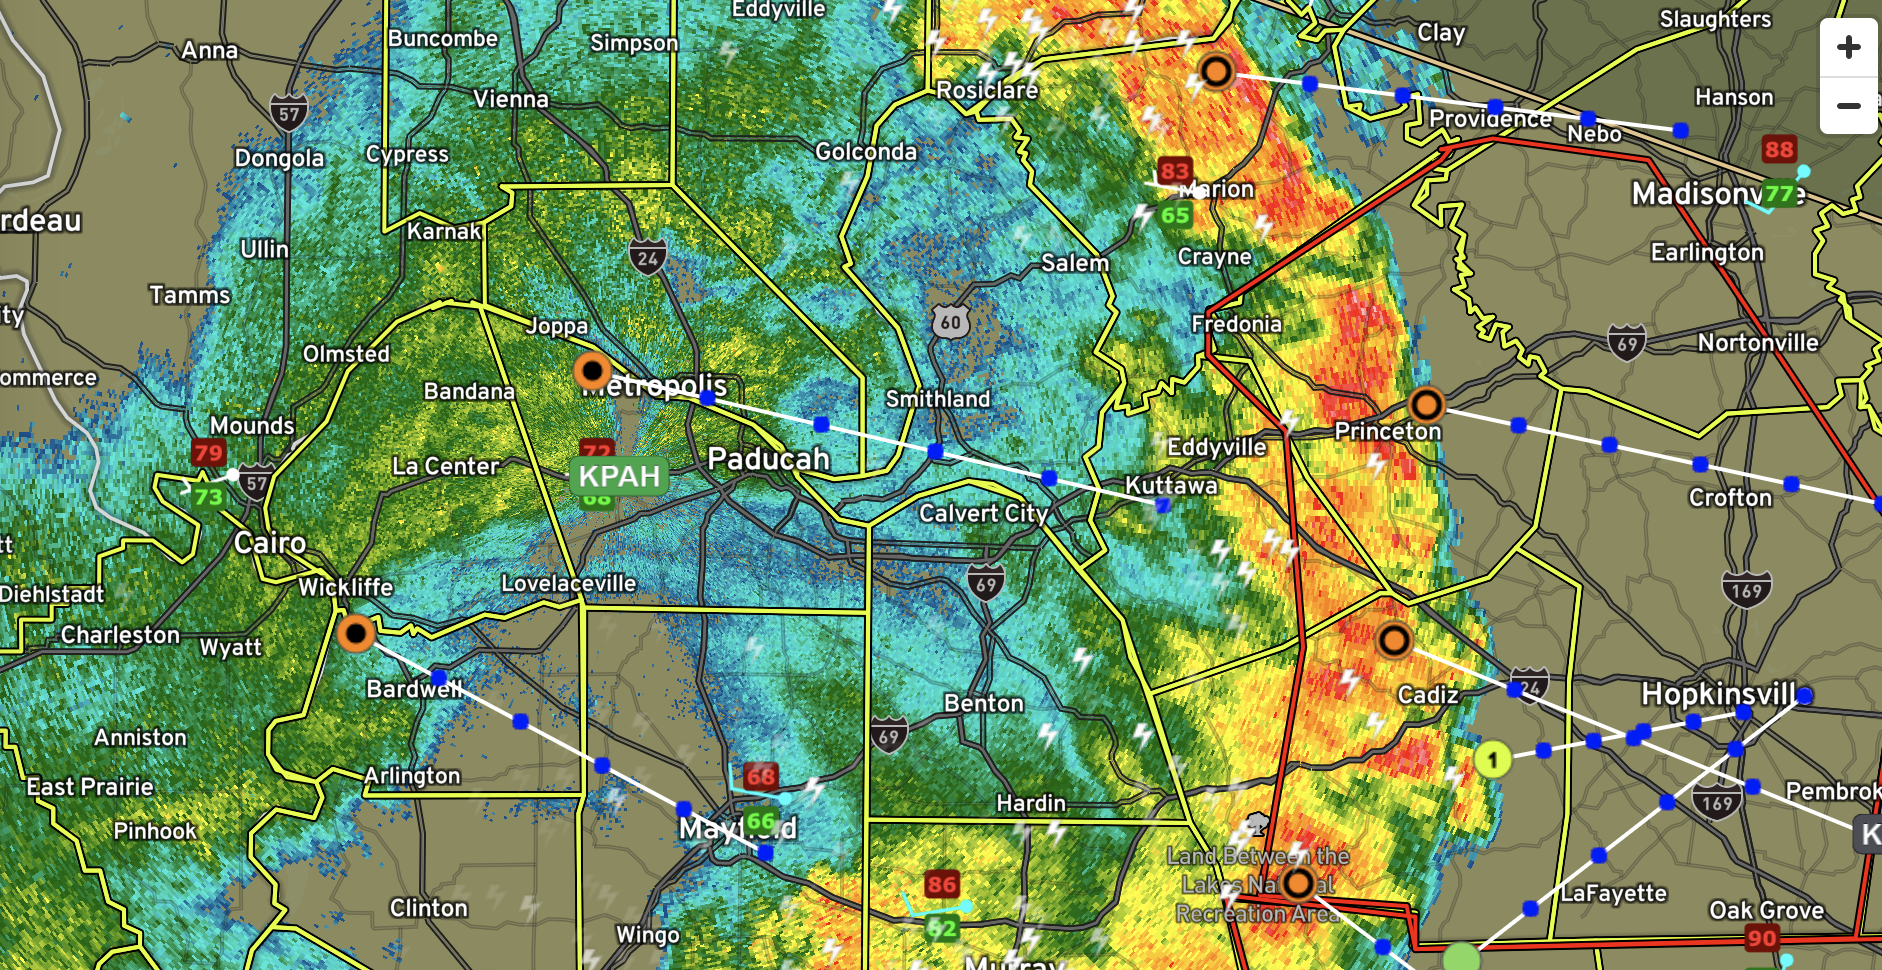 Eddyville
Slaughters
Buncombe
Simpson
Clay
+
Anna
Vienna
Rosiclare
Hanson
−
57
Providence
Nebo
Dongola
Cypress
Golconda
88
83
Marion
Madisonville
77
65
rdeau
Karnak
Ullin
24
Salem
Crayne
Earlington
Tamms
ity
Joppa
60
Fredonia
69
Nortonville
Olmsted
ommerce
Bandana
Metropolis
Smithland
Mounds
Princeton
79
72
La Center
Paducah
Eddyville
KPAH
57
73
68
Kuttawa
Crofton
Calvert City
Cairo
tt
Wickliffe
Lovelaceville
69
169
Diehlstadt
Charleston
Wyatt
Bardwell
24
Cadiz
Hopkinsvill
Benton
Anniston
69
1
Arlington
68
East Prairie
Hardin
169
Pembrok
66
Pinhook
Mayfield
K
Land Between the
86
Lakes National
LaFayette
Clinton
Recreation Area
Oak Grove
Wingo
90
Murray